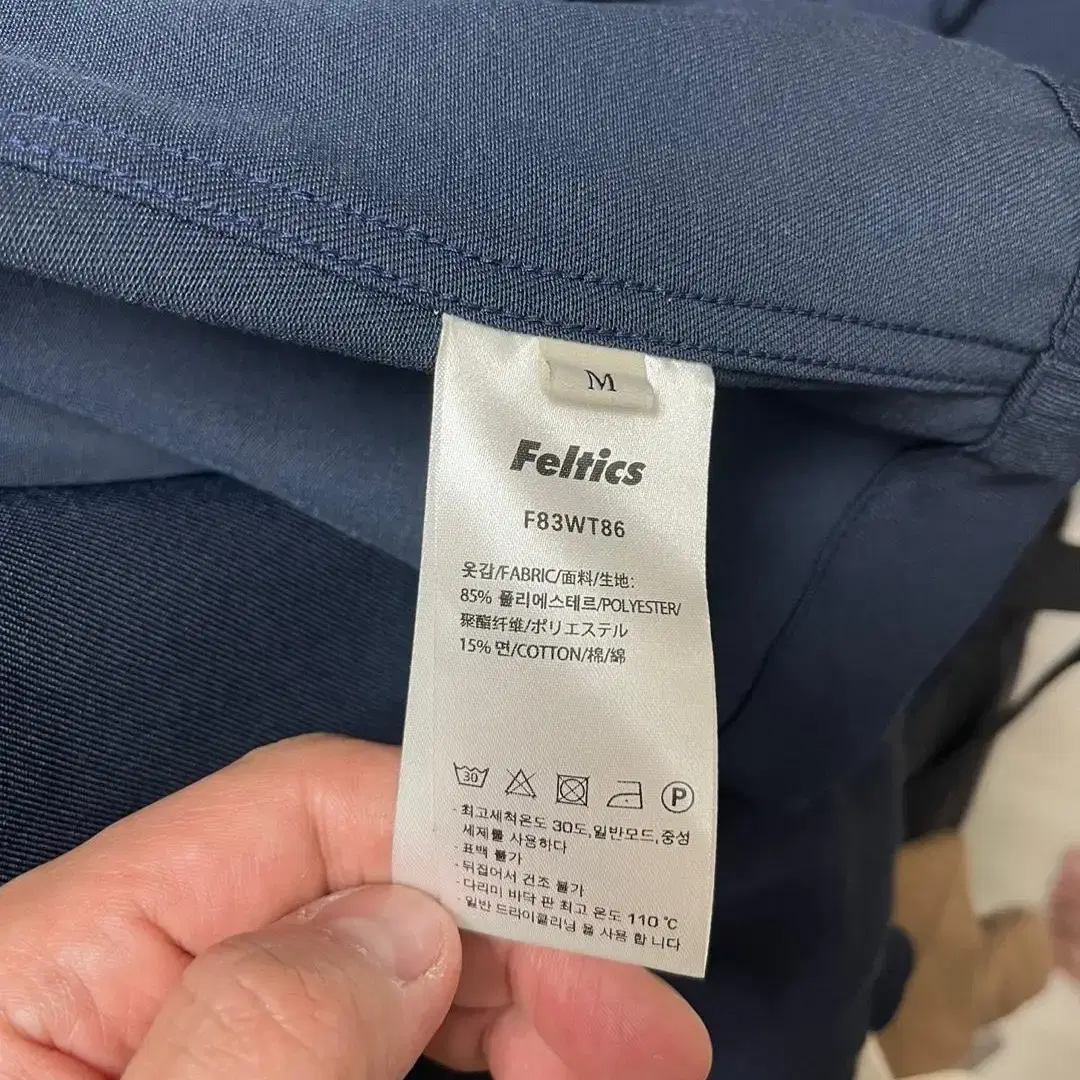 M
Feltics
F83WT86
옷감/FABRIC/面料/生地:
85% 폴리에스테르/POLYESTER/
聚酯纤维/ポリエステル
15% 면/COTTON/棉/綿
30
P
- 최고세척온도 30도,일반모드,중성
세제를 사용하다
- 표백 불가
- 뒤집어서 건조 불가
- 다리미 바닥 판 최고 온도 110 ℃
- 일반 드라이클리닝 을 사용 합 니다